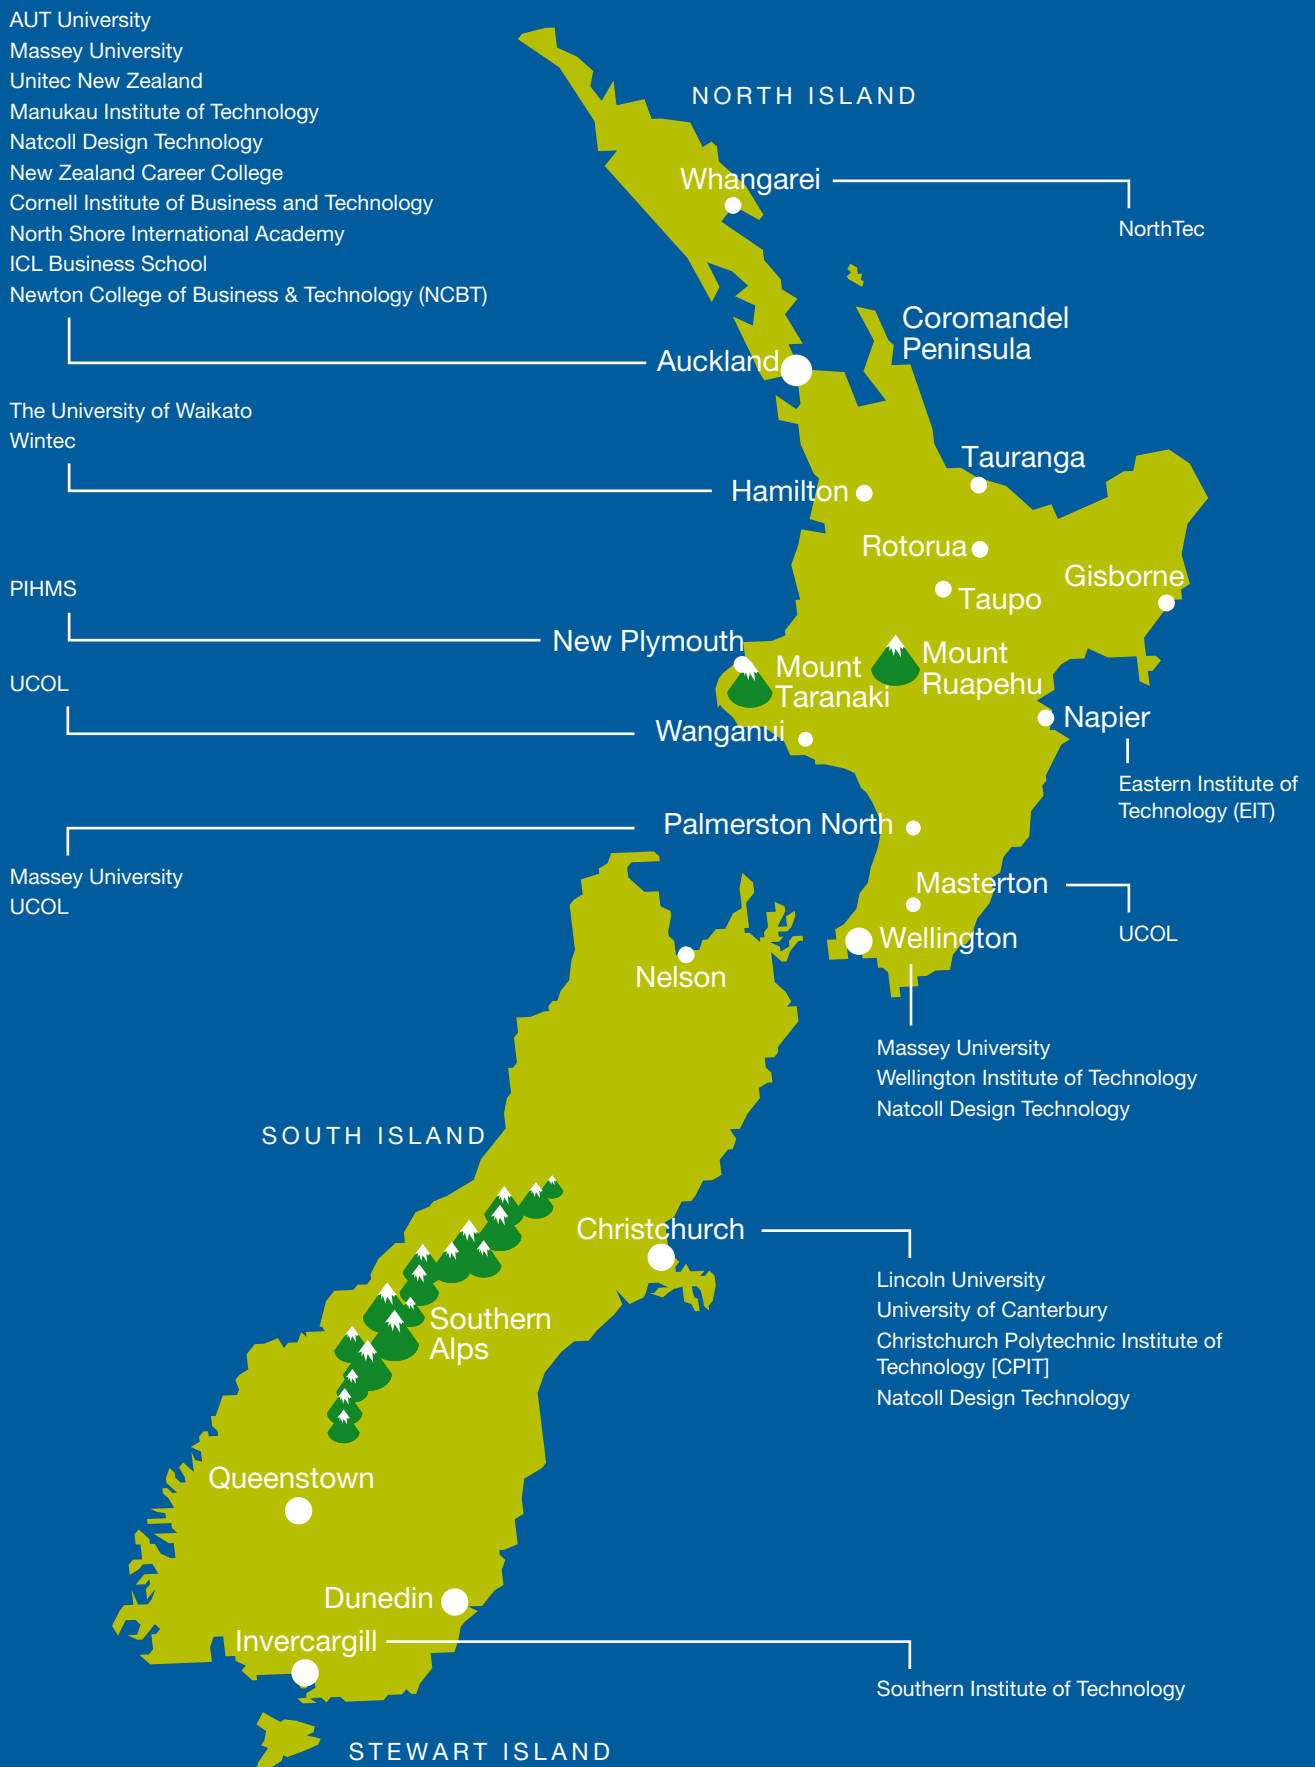 AUT University
Massey University
Unitec New Zealand
Manukau Institute of Technology
Natcoll Design Technology
New Zealand Career College
Cornell Institute of Business and Technology
North Shore International Academy
ICL Business School
Newton College of Business & Technology (NCBT)
NORTH ISLAND
Whangarei
NorthTec
Coromandel
Peninsula
Auckland
The University of Waikato
Wintec
Tauranga
Hamilton
Rotorua
Gisborne
Taupo
PIHMS
New Plymouth
Mount
Taranaki
Mount
Ruapehu
UCOL
Wanganui
Napier
Eastern Institute of
Technology (EIT)
Palmerston North
Massey University
UCOL
Masterton
UCOL
Wellington
Nelson
Massey University
Wellington Institute of Technology
Natcoll Design Technology
SOUTH ISLAND
Christchurch
Lincoln University
University of Canterbury
Christchurch Polytechnic Institute of
Technology [CPIT]
Natcoll Design Technology
Southern
Alps
Queenstown
Dunedin
Invercargill
Southern Institute of Technology
STEWART ISLAND